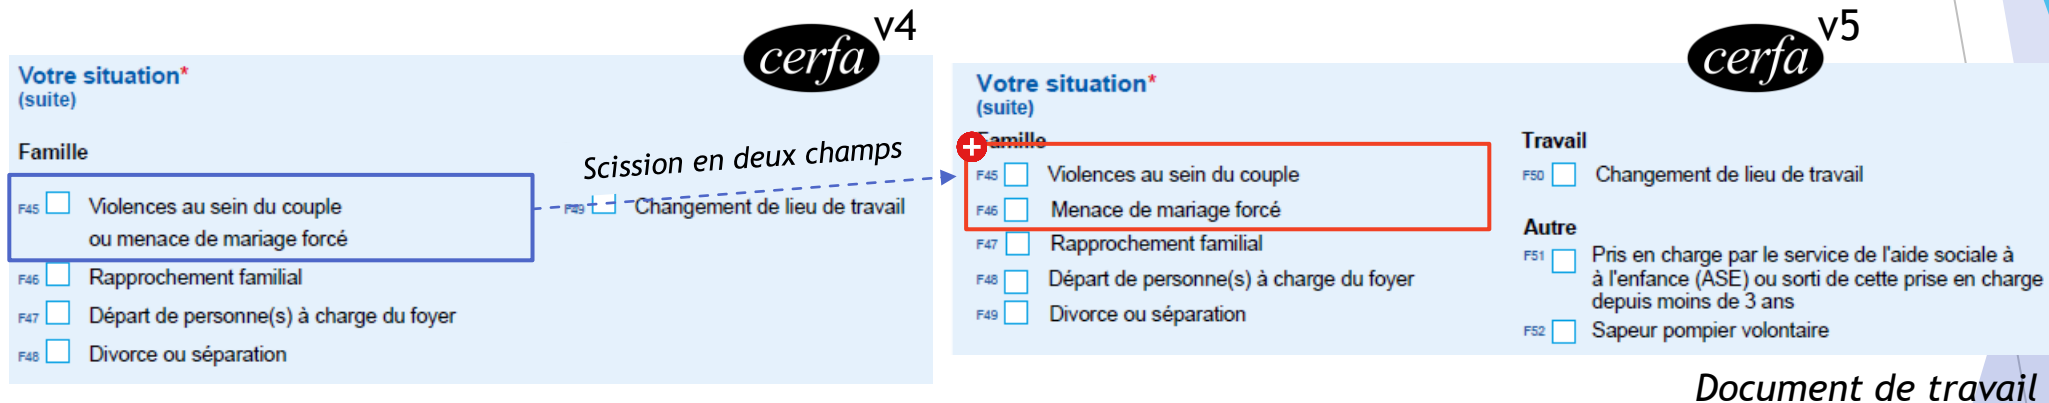 cerfa v4
Votre situation*
(suite)
Famille
F45 Violences au sein du couple
ou menace de mariage forcé
F46 Rapprochement familial
F47 Départ de personne(s) à charge du foyer
F48 Divorce ou séparation
F49 Changement de lieu de travail
Scission en deux champs
cerfa v5
Votre situation*
(suite)
Famille
F45 Violences au sein du couple
F46 Menace de mariage forcé
F47 Rapprochement familial
F48 Départ de personne(s) à charge du foyer
F49 Divorce ou séparation
Travail
F50 Changement de lieu de travail
Autre
F51 Pris en charge par le service de l'aide sociale à
à l'enfance (ASE) ou sorti de cette prise en charge
depuis moins de 3 ans
F52 Sapeur pompier volontaire
Document de travail